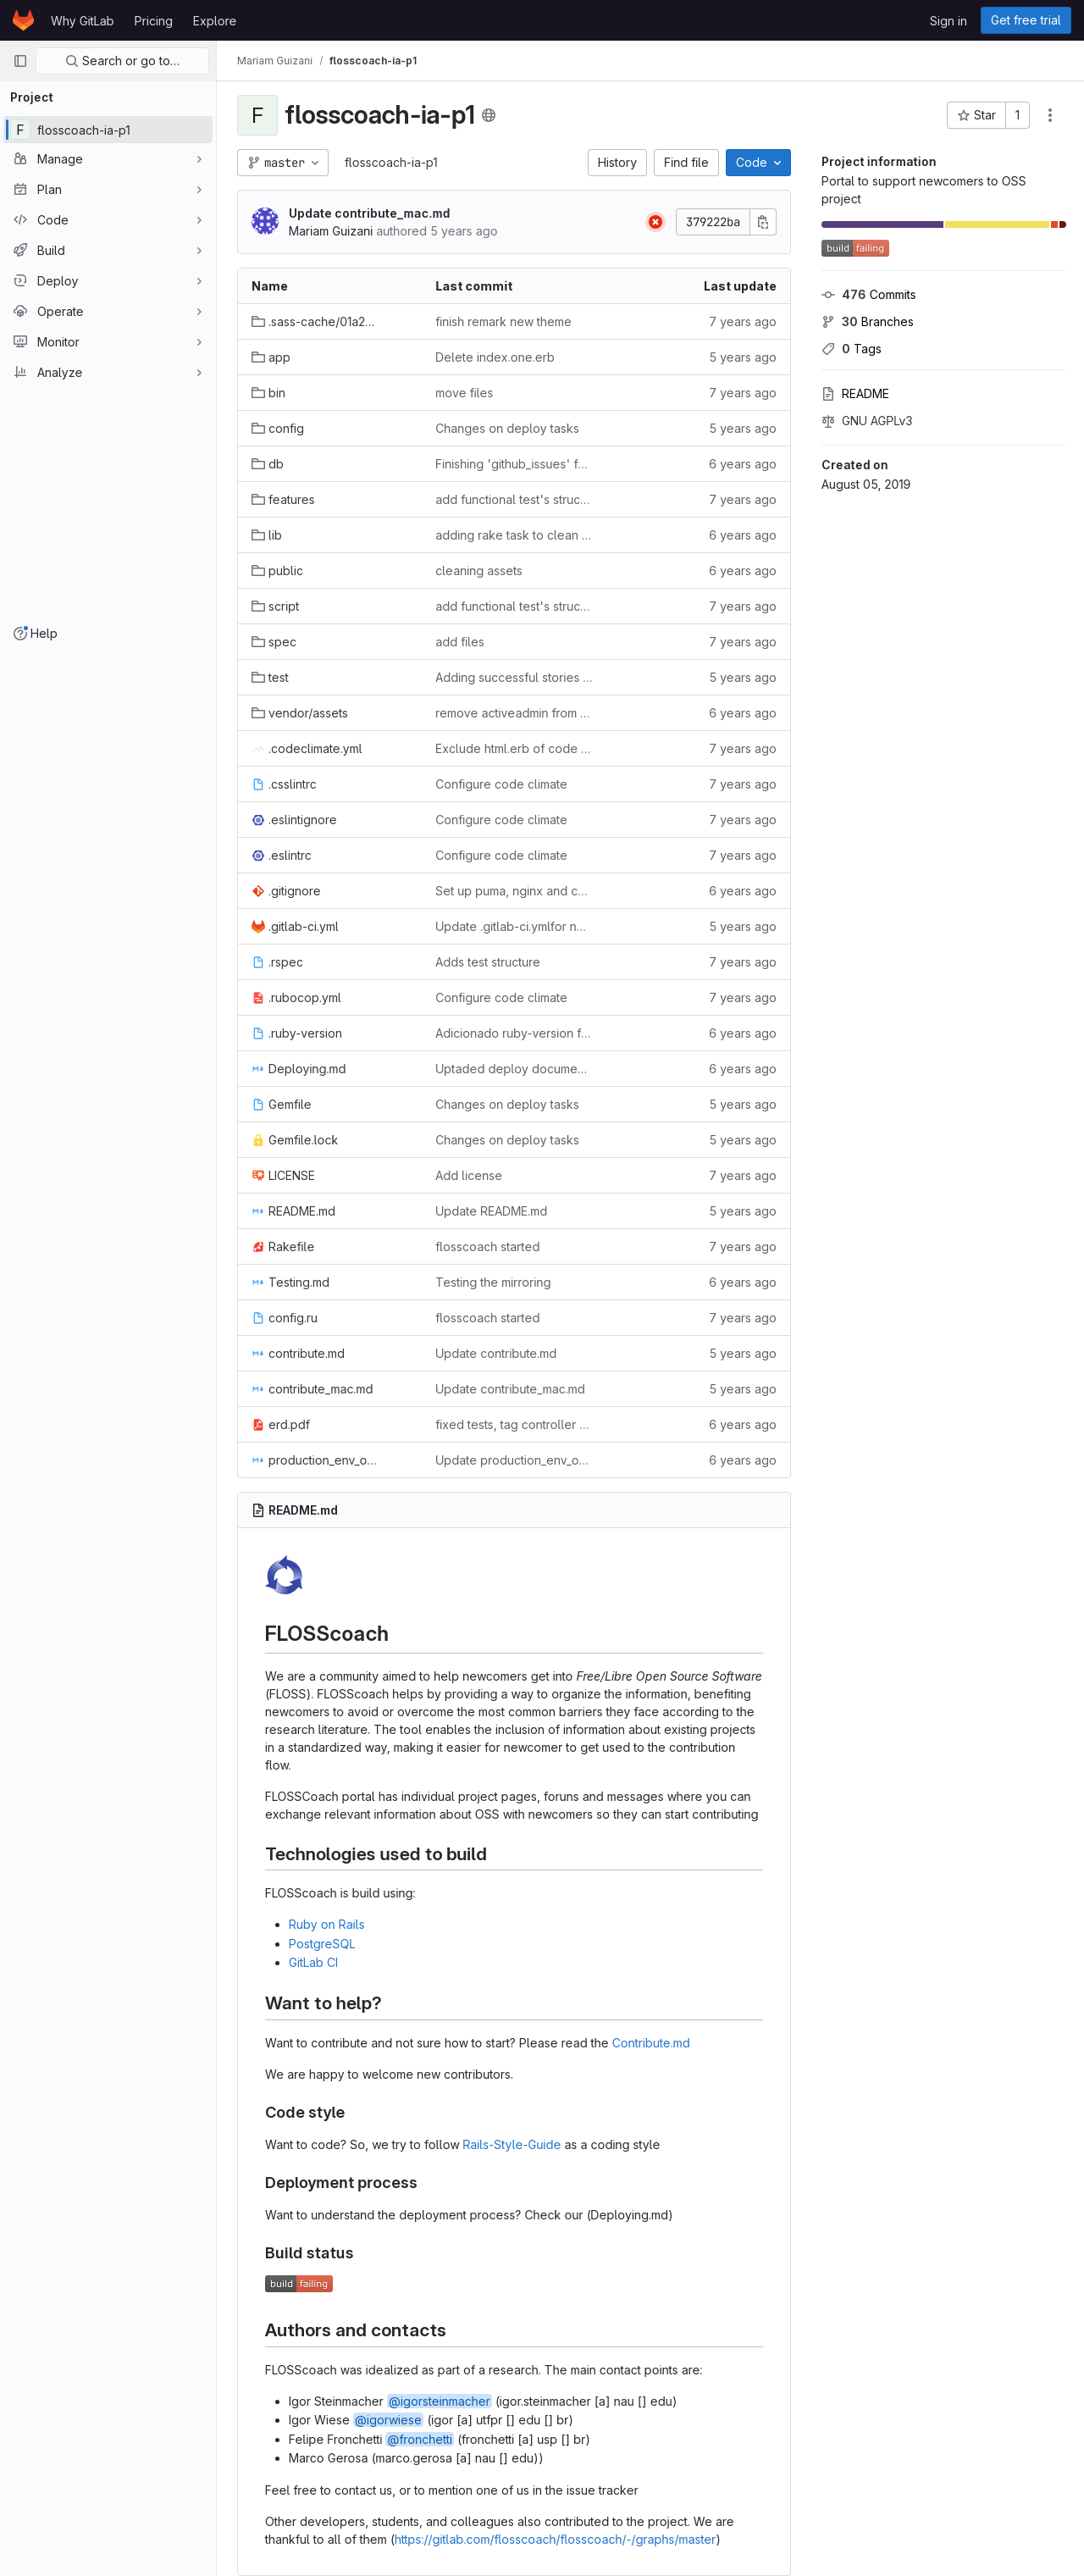 Why GitLab Pricing Explore Sign in Get free trial
Search or go to…
Mariam Guizani / flosscoach-ia-p1
Project
F flosscoach-ia-p1
Manage
Plan
Code
Build
Deploy
Operate
Monitor
Analyze
Help
F flosscoach-ia-p1
Star 1
master flosscoach-ia-p1 History Find file Code
Update contribute_mac.md
Mariam Guizani authored 5 years ago
379222ba
Name Last commit Last update
.sass-cache/01a2… finish remark new theme 7 years ago
app Delete index.one.erb 5 years ago
bin move files 7 years ago
config Changes on deploy tasks 5 years ago
db Finishing 'github_issues' f… 6 years ago
features add functional test's struc… 7 years ago
lib adding rake task to clean … 6 years ago
public cleaning assets 6 years ago
script add functional test's struc… 7 years ago
spec add files 7 years ago
test Adding successful stories … 5 years ago
vendor/assets remove activeadmin from … 6 years ago
.codeclimate.yml Exclude html.erb of code … 7 years ago
.csslintrc Configure code climate 7 years ago
.eslintignore Configure code climate 7 years ago
.eslintrc Configure code climate 7 years ago
.gitignore Set up puma, nginx and c… 6 years ago
.gitlab-ci.yml Update .gitlab-ci.ymlfor n… 5 years ago
.rspec Adds test structure 7 years ago
.rubocop.yml Configure code climate 7 years ago
.ruby-version Adicionado ruby-version f… 6 years ago
Deploying.md Uptaded deploy docume… 6 years ago
Gemfile Changes on deploy tasks 5 years ago
Gemfile.lock Changes on deploy tasks 5 years ago
LICENSE Add license 7 years ago
README.md Update README.md 5 years ago
Rakefile flosscoach started 7 years ago
Testing.md Testing the mirroring 6 years ago
config.ru flosscoach started 7 years ago
contribute.md Update contribute.md 5 years ago
contribute_mac.md Update contribute_mac.md 5 years ago
erd.pdf fixed tests, tag controller … 6 years ago
production_env_o… Update production_env_o… 6 years ago
Project information
Portal to support newcomers to OSS
project
build failing
476 Commits
30 Branches
0 Tags
README
GNU AGPLv3
Created on
August 05, 2019
README.md
FLOSScoach
We are a community aimed to help newcomers get into Free/Libre Open Source Software
(FLOSS). FLOSScoach helps by providing a way to organize the information, benefiting
newcomers to avoid or overcome the most common barriers they face according to the
research literature. The tool enables the inclusion of information about existing projects
in a standardized way, making it easier for newcomer to get used to the contribution
flow.
FLOSSCoach portal has individual project pages, foruns and messages where you can
exchange relevant information about OSS with newcomers so they can start contributing
Technologies used to build
FLOSScoach is build using:
Ruby on Rails
PostgreSQL
GitLab CI
Want to help?
Want to contribute and not sure how to start? Please read the Contribute.md
We are happy to welcome new contributors.
Code style
Want to code? So, we try to follow Rails-Style-Guide as a coding style
Deployment process
Want to understand the deployment process? Check our (Deploying.md)
Build status
build failing
Authors and contacts
FLOSScoach was idealized as part of a research. The main contact points are:
Igor Steinmacher @igorsteinmacher (igor.steinmacher [a] nau [] edu)
Igor Wiese @igorwiese (igor [a] utfpr [] edu [] br)
Felipe Fronchetti @fronchetti (fronchetti [a] usp [] br)
Marco Gerosa (marco.gerosa [a] nau [] edu))
Feel free to contact us, or to mention one of us in the issue tracker
Other developers, students, and colleagues also contributed to the project. We are
thankful to all of them (https://gitlab.com/flosscoach/flosscoach/-/graphs/master)